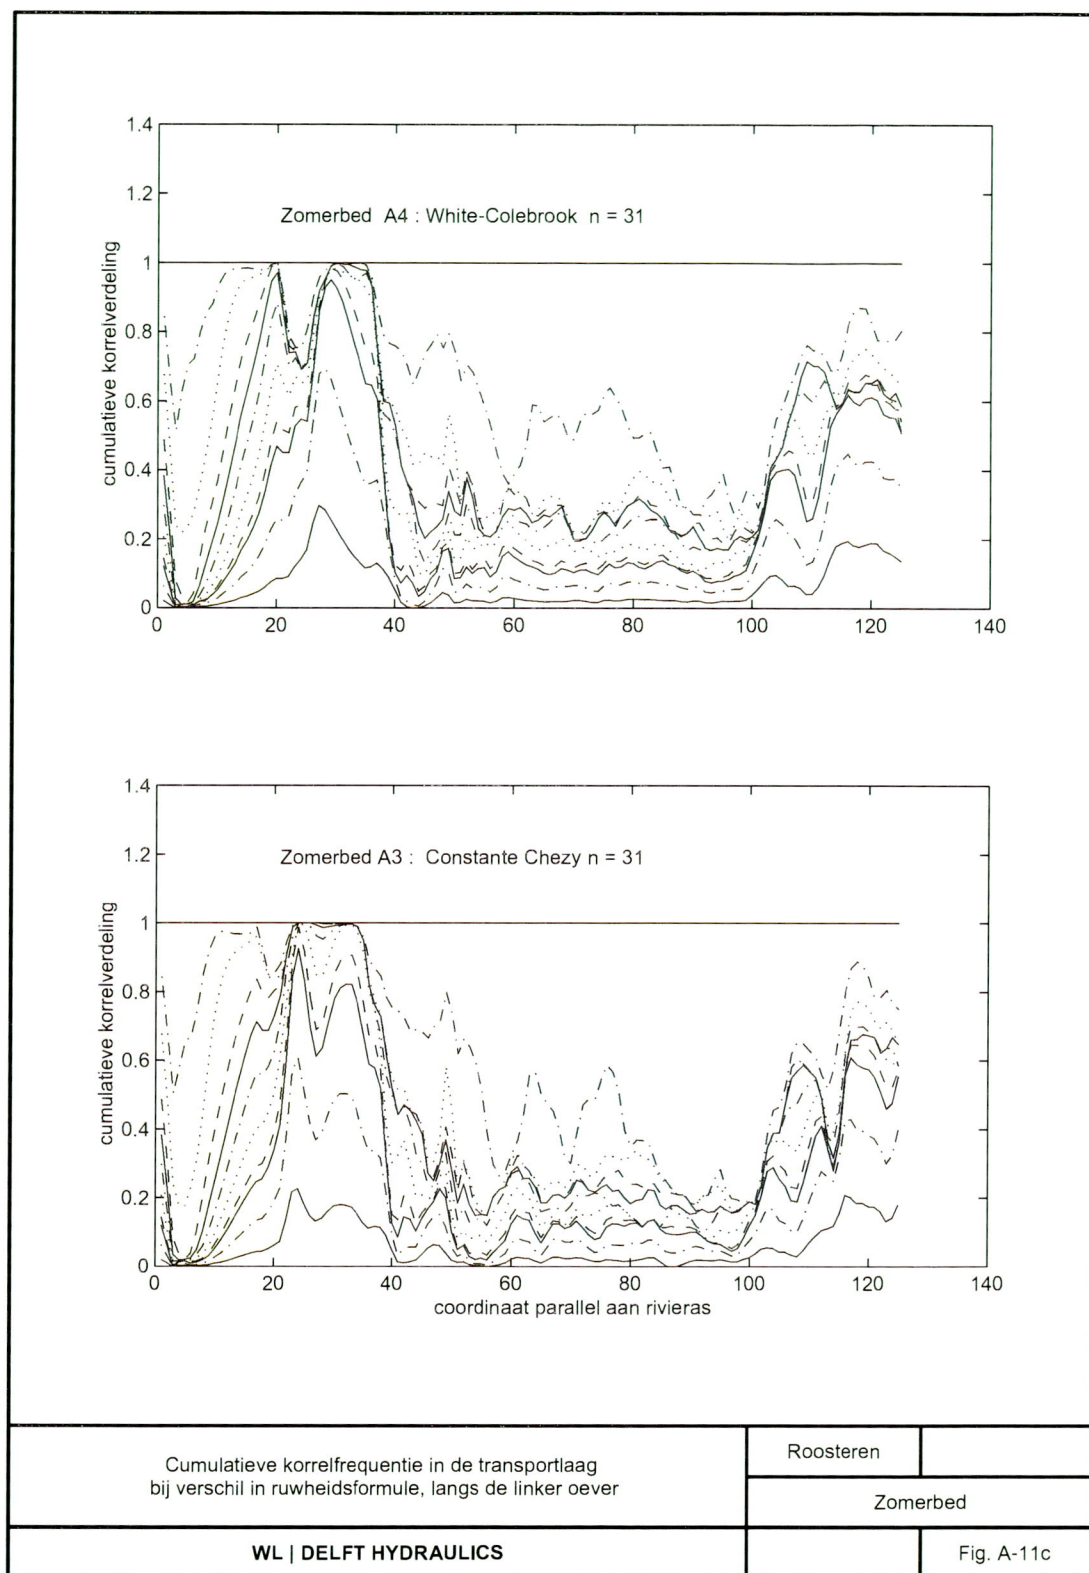 1.4
1.2
Zomerbed A4 : White-Colebrook n = 31
1
0.8
0.6
0.4
0.2
0
cumulatieve korrelverdeling
0 20 40 60 80 100 120 140
1.4
1.2
Zomerbed A3 : Constante Chezy n = 31
1
0.8
0.6
0.4
0.2
0
cumulatieve korrelverdeling
0 20 40 60 80 100 120 140
coordinaat parallel aan rivieras
Cumulatieve korrelfrequentie in de transportlaag
bij verschil in ruwheidsformule, langs de linker oever
Roosteren
Zomerbed
WL | DELFT HYDRAULICS
Fig. A-11c